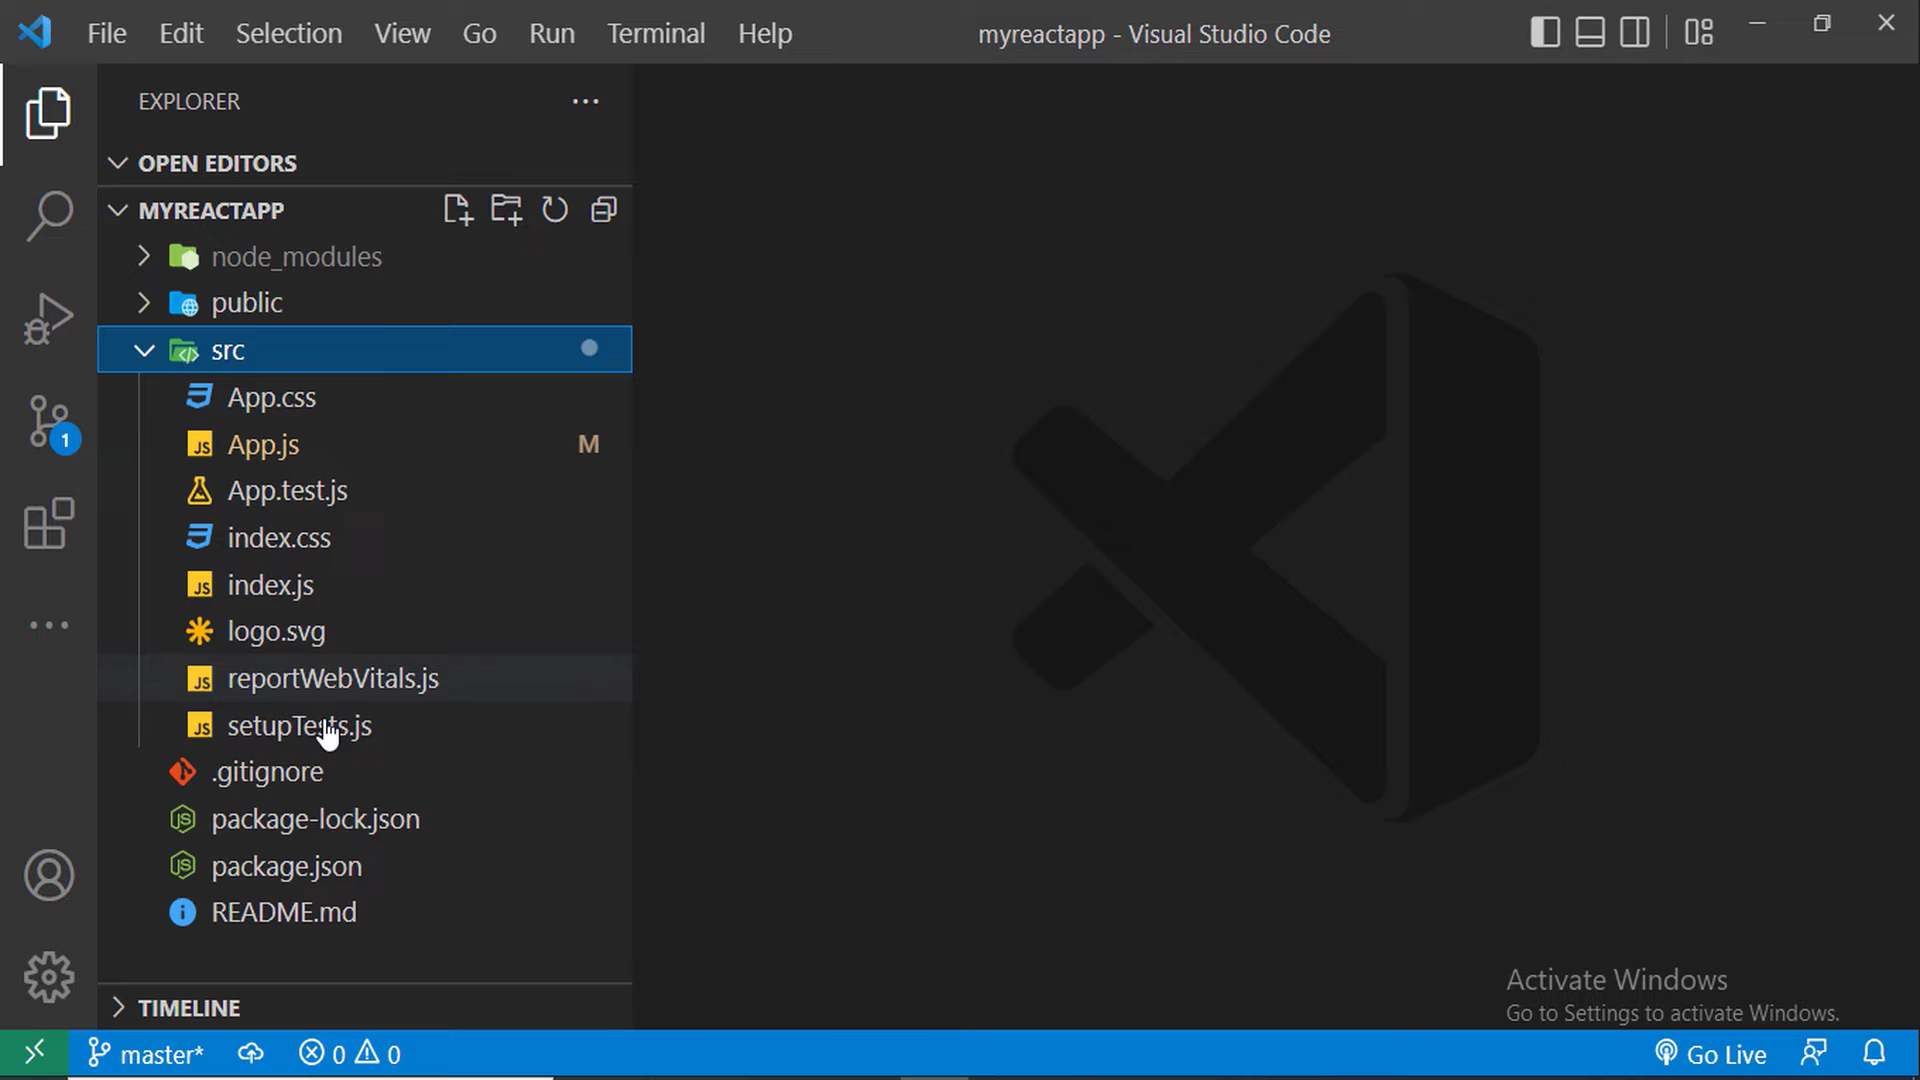 File Edit Selection View Go Run Terminal Help myreactapp - Visual Studio Code
EXPLORER
OPEN EDITORS
MYREACTAPP
node_modules
public
src
App.css
App.js M
App.test.js
index.css
index.js
logo.svg
reportWebVitals.js
setupTests.js
.gitignore
package-lock.json
package.json
README.md
TIMELINE
1
Activate Windows
Go to Settings to activate Windows.
master* 0 0 Go Live